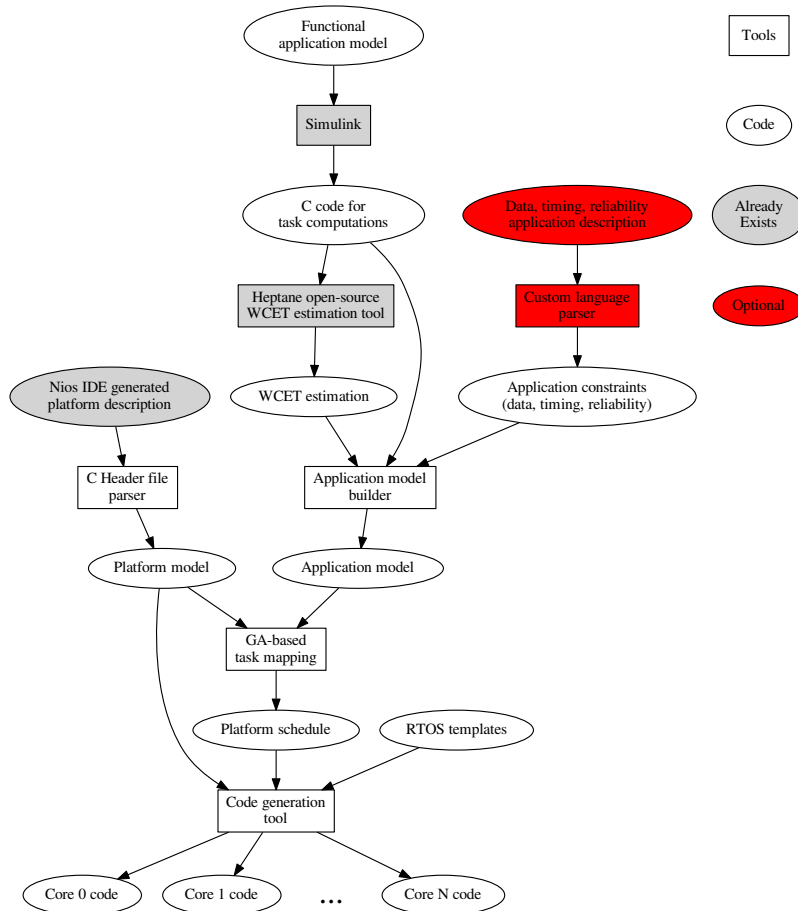 Functional
application model
Tools
Simulink
Code
C code for
task computations
Data, timing, reliability
application description
Already
Exists
Heptane open-source
WCET estimation tool
Custom language
parser
Optional
Nios IDE generated
platform description
WCET estimation
Application constraints
(data, timing, reliability)
C Header file
parser
Application model
builder
Platform model
Application model
GA-based
task mapping
Platform schedule
RTOS templates
Code generation
tool
Core 0 code
Core 1 code
...
Core N code